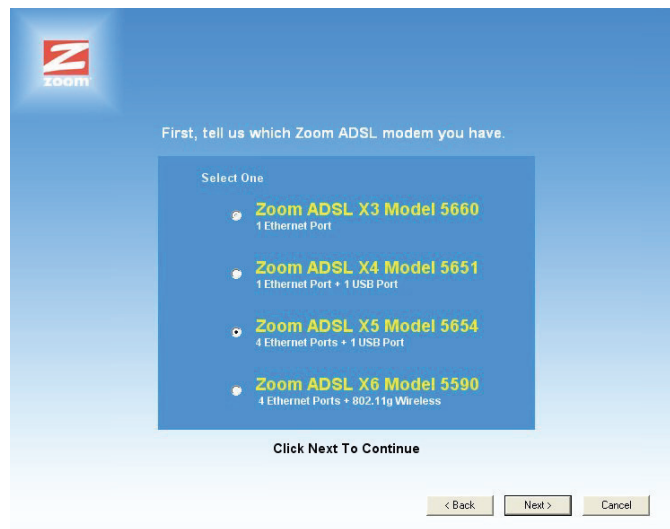 Z
zoom
First, tell us which Zoom ADSL modem you have.
Select One
Zoom ADSL X3 Model 5660
1 Ethernet Port
Zoom ADSL X4 Model 5651
1 Ethernet Port + 1 USB Port
Zoom ADSL X5 Model 5654
4 Ethernet Ports + 1 USB Port
Zoom ADSL X6 Model 5590
4 Ethernet Ports + 802.11g Wireless
Click Next To Continue
< Back Next > Cancel